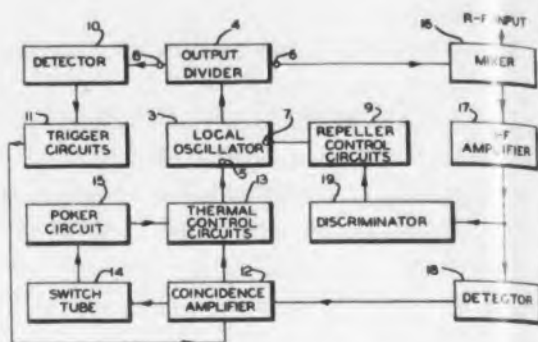 R-F INPUT
10
4
16
DETECTOR
8
OUTPUT
DIVIDER
6
MIXER
11
3
7
9
17
TRIGGER
CIRCUITS
LOCAL
OSCILLATOR
REPELLER
CONTROL
CIRCUITS
I-F
AMPLIFIER
5
15
13
19
POKER
CIRCUIT
THERMAL
CONTROL
CIRCUITS
DISCRIMINATOR
14
12
18
SWITCH
TUBE
COINCIDENCE
AMPLIFIER
DETECTOR